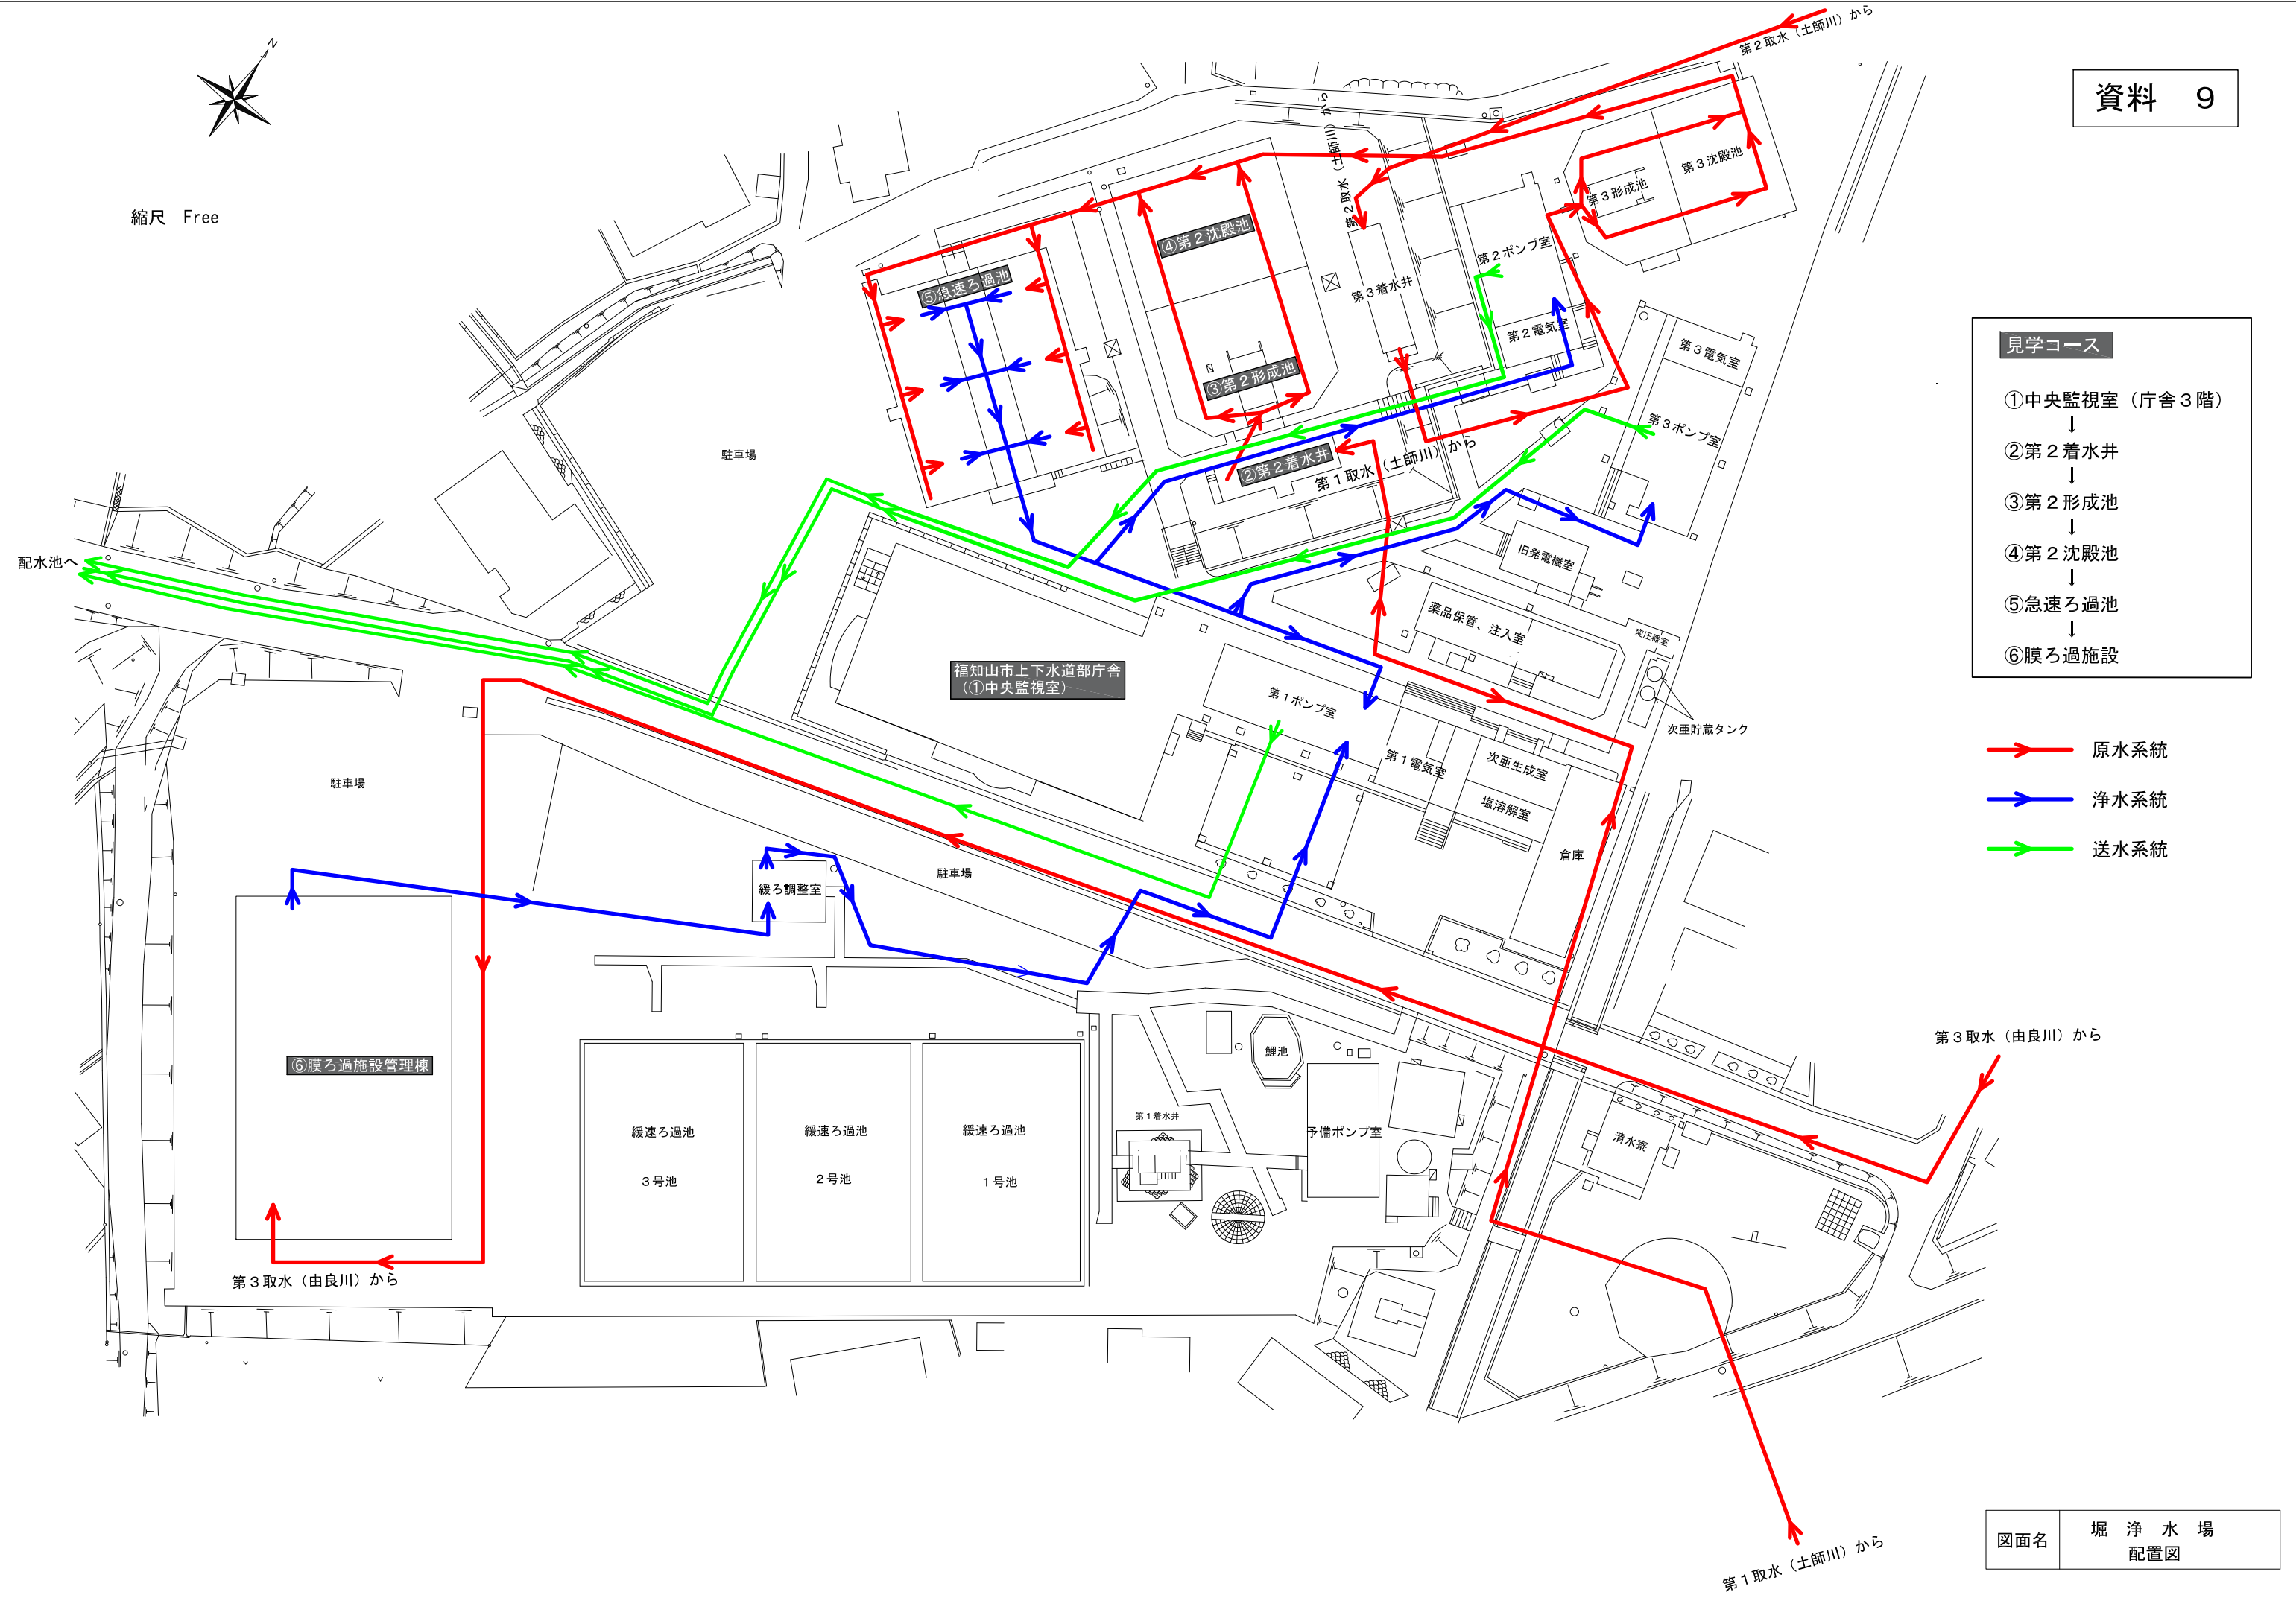 第２取水（土師川）から
資料　９
N
縮尺　Free
第２取水（土師川）から
第３沈殿池
第３形成池
④第２沈殿池
第２ポンプ室
⑤急速ろ過池
第３着水井
第２電気室
③第２形成池
第３電気室
第３ポンプ室
見学コース
①中央監視室（庁舎３階）
↓
②第２着水井
↓
③第２形成池
↓
④第２沈殿池
↓
⑤急速ろ過池
↓
⑥膜ろ過施設
駐車場
②第２着水井
第１取水（土師川）から
配水池へ
旧発電機室
薬品保管、注入室
変圧器室
福知山市上下水道部庁舎
（①中央監視室）
第１ポンプ室
次亜貯蔵タンク
原水系統
浄水系統
送水系統
第１電気室
次亜生成室
塩溶解室
倉庫
駐車場
駐車場
緩ろ調整室
第３取水（由良川）から
⑥膜ろ過施設管理棟
鯉池
第１着水井
予備ポンプ室
清水寮
緩速ろ過池
３号池
緩速ろ過池
２号池
緩速ろ過池
１号池
第３取水（由良川）から
第１取水（土師川）から
図面名
堀　浄　水　場
配置図